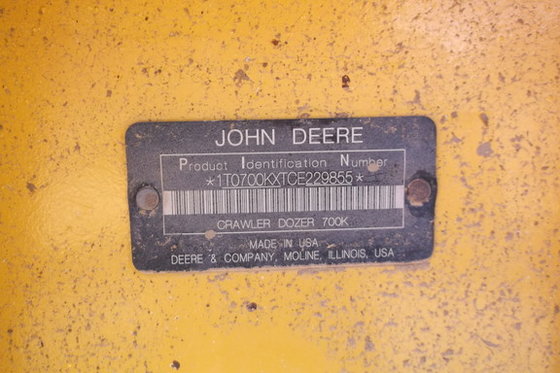 JOHN DEERE
Product Identification Number
*1T0700KXTCE229855*
CRAWLER DOZER 700K
MADE IN USA
DEERE & COMPANY, MOLINE, ILLINOIS, USA